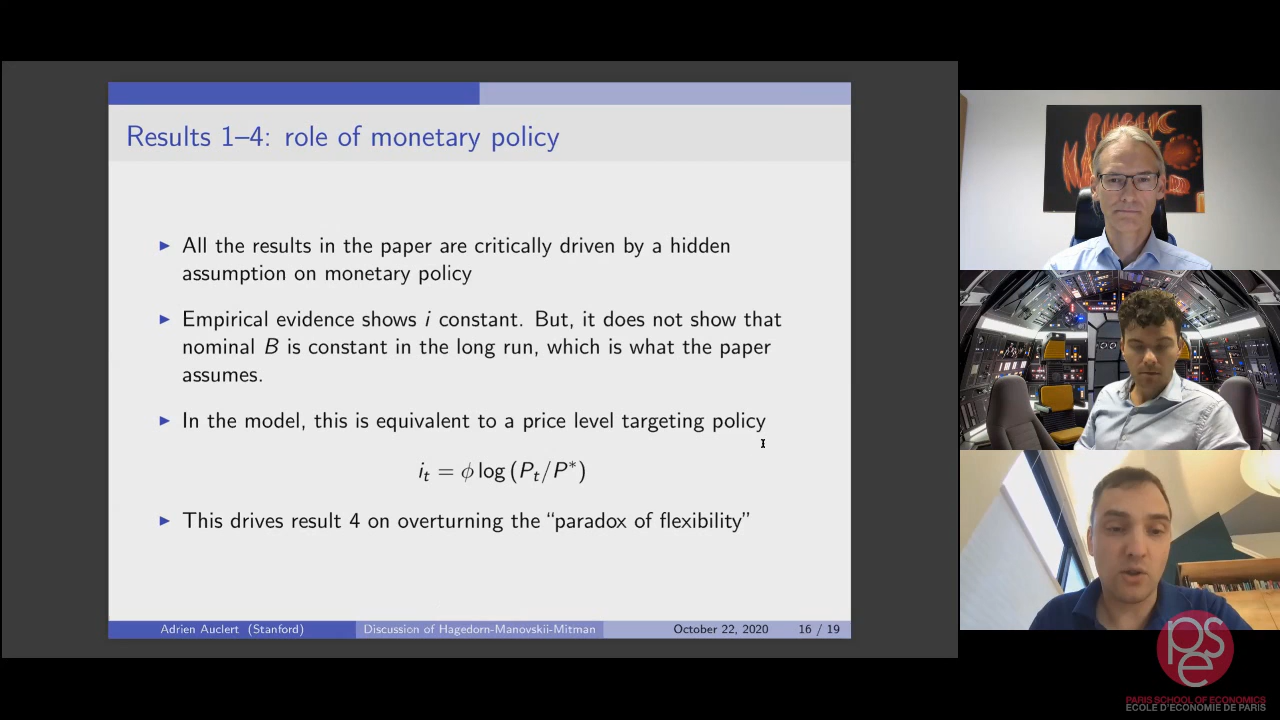 Results 1–4: role of monetary policy
▶ All the results in the paper are critically driven by a hidden
assumption on monetary policy
▶ Empirical evidence shows i constant. But, it does not show that
nominal B is constant in the long run, which is what the paper
assumes.
▶ In the model, this is equivalent to a price level targeting policy
i_t = ϕ log (P_t/P*)
▶ This drives result 4 on overturning the “paradox of flexibility”
Adrien Auclert (Stanford) Discussion of Hagedorn-Manovskii-Mitman October 22, 2020 16 / 19
PUBLIC
pse
PARIS SCHOOL OF ECONOMICS
ECOLE D'ECONOMIE DE PARIS